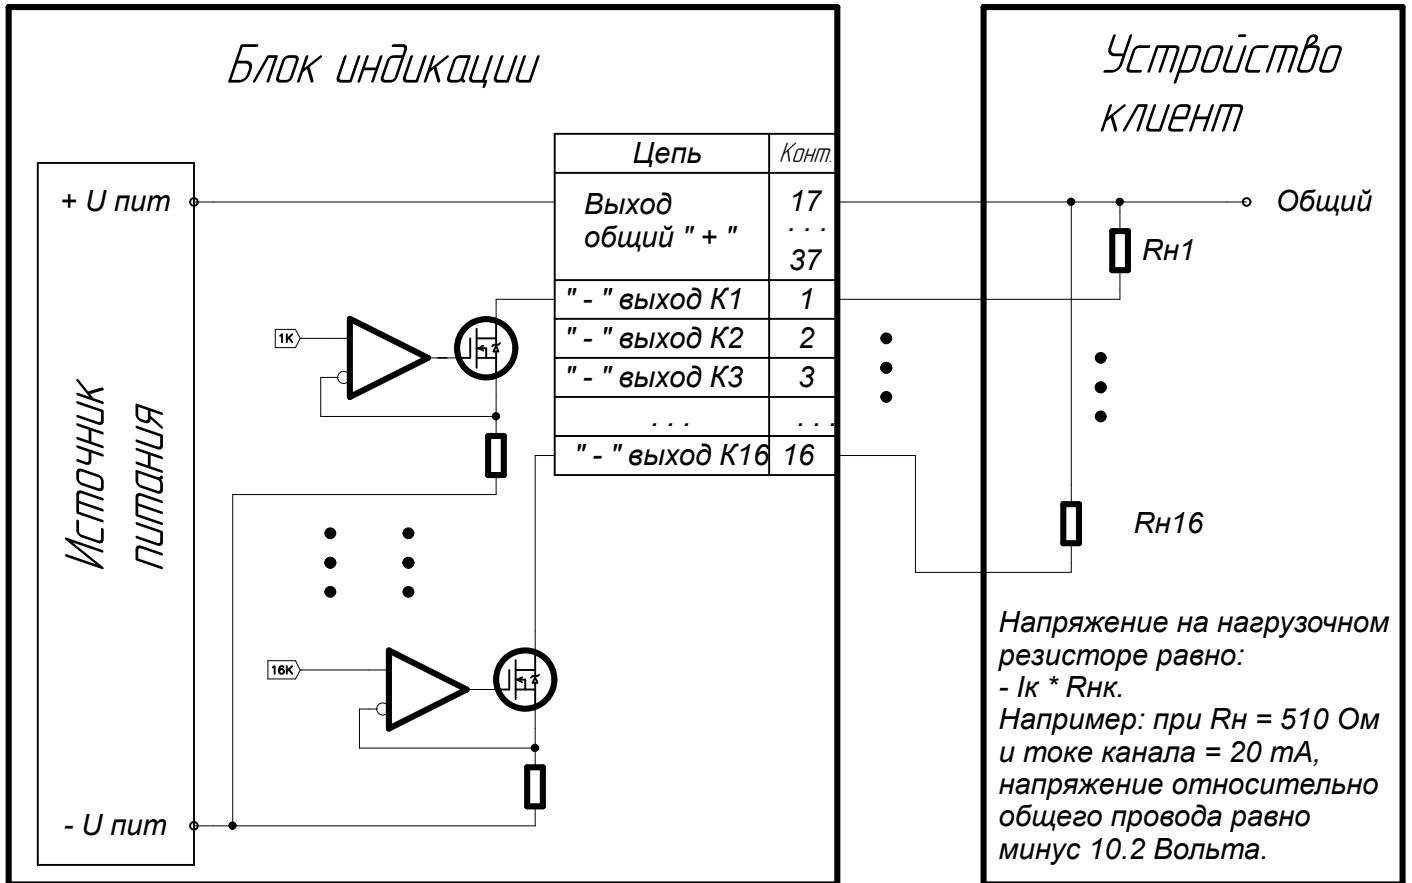 Блок индикации
Устройство
клиент
Цепь
Конт.
+ U пит
Выход
общий " + "
17
. . .
37
Общий
Rн1
" - " выход К1
1
1K
" - " выход К2
2
" - " выход К3
3
. . .
. . .
" - " выход К16
16
Источник
питания
Rн16
16K
- U пит
Напряжение на нагрузочном
резисторе равно:
- Iк * Rнк.
Например: при Rн = 510 Ом
и токе канала = 20 mA,
напряжение относительно
общего провода равно
минус 10.2 Вольта.